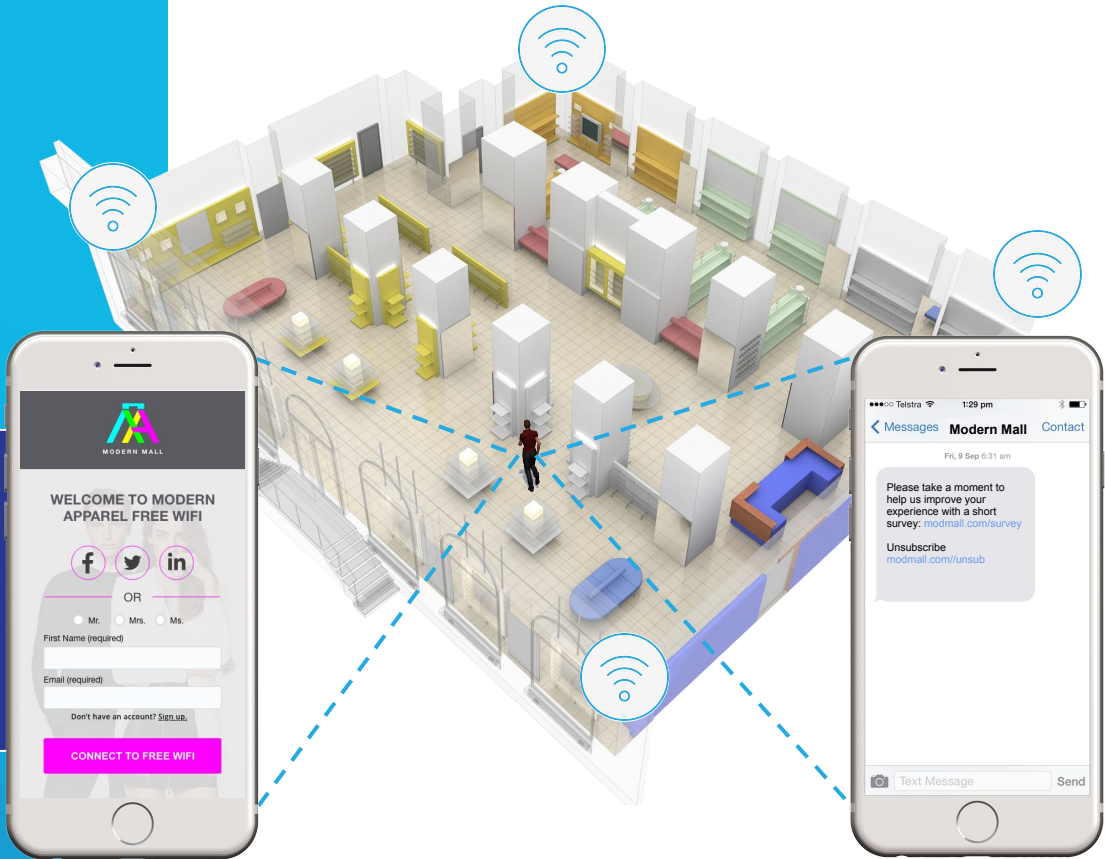 MODERN MALL
WELCOME TO MODERN
APPAREL FREE WIFI
f
in
OR
Mr. Mrs. Ms.
First Name (required)
Email (required)
Don't have an account? Sign up.
CONNECT TO FREE WIFI
Telstra 1:29 pm
Messages Modern Mall Contact
Fri, 9 Sep 6:31 am
Please take a moment to
help us improve your
experience with a short
survey: modmall.com/survey
Unsubscribe
modmall.com//unsub
Text Message Send